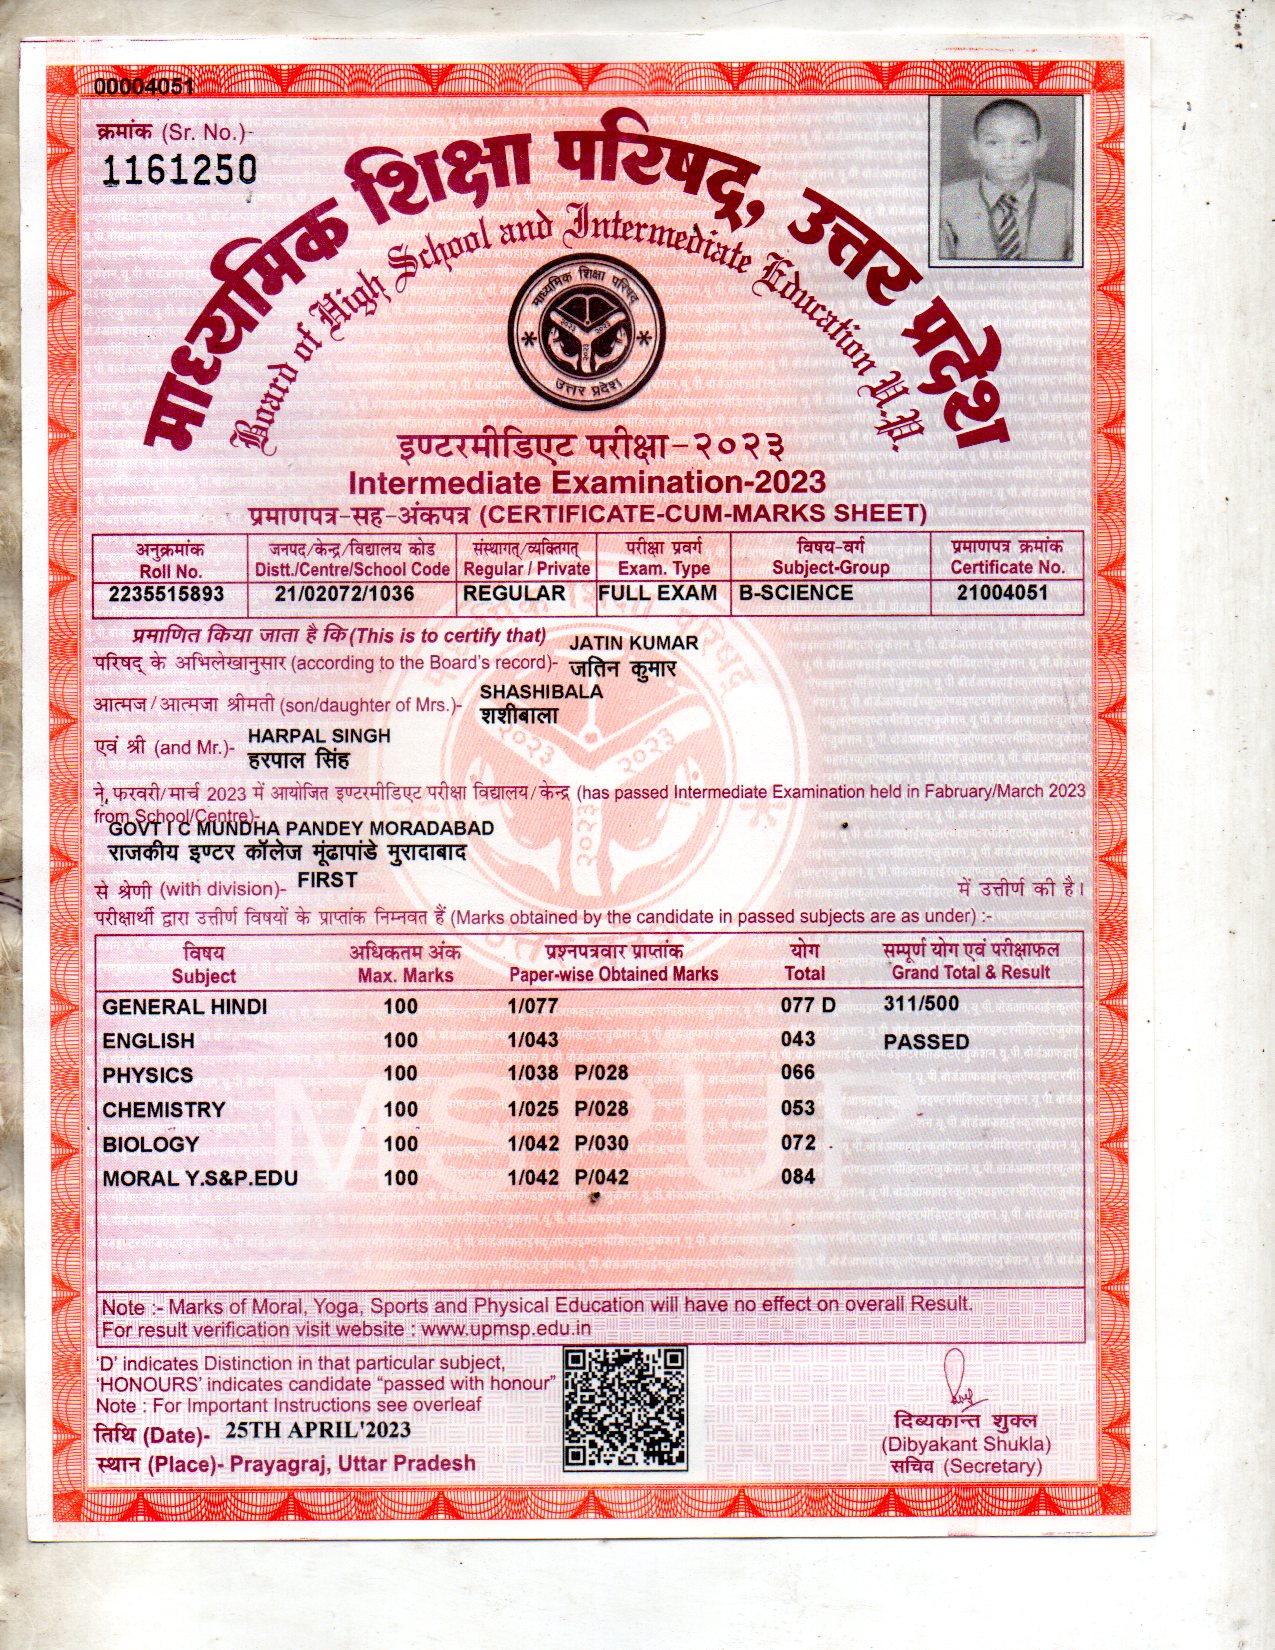 00004051
क्रमांक (Sr. No.)-
1161250
माध्यमिक शिक्षा परिषद्, उत्तर प्रदेश
Board of High School and Intermediate Education U.P.
माध्यमिक शिक्षा परिषद
२०२३ २०२३
२०२३
उत्तर प्रदेश
इण्टरमीडिएट परीक्षा-२०२३
Intermediate Examination-2023
प्रमाणपत्र-सह-अंकपत्र (CERTIFICATE-CUM-MARKS SHEET)
अनुक्रमांक जनपद/केन्द्र/विद्यालय कोड संस्थागत्/व्यक्तिगत् परीक्षा प्रवर्ग विषय-वर्ग प्रमाणपत्र क्रमांक
Roll No. Distt./Centre/School Code Regular / Private Exam. Type Subject-Group Certificate No.
2235515893 21/02072/1036 REGULAR FULL EXAM B-SCIENCE 21004051
प्रमाणित किया जाता है कि (This is to certify that) JATIN KUMAR
परिषद् के अभिलेखानुसार (according to the Board's record)- जतिन कुमार
SHASHIBALA
आत्मज/आत्मजा श्रीमती (son/daughter of Mrs.)- शशीबाला
HARPAL SINGH
एवं श्री (and Mr.)- हरपाल सिंह
ने, फरवरी/मार्च 2023 में आयोजित इण्टरमीडिएट परीक्षा विद्यालय/केन्द्र (has passed Intermediate Examination held in Fabruary/March 2023
from School/Centre)-
GOVT I C MUNDHA PANDEY MORADABAD
राजकीय इण्टर कॉलेज मूंढापांडे मुरादाबाद
से श्रेणी (with division)- FIRST में उत्तीर्ण की है।
परीक्षार्थी द्वारा उत्तीर्ण विषयों के प्राप्तांक निम्नवत हैं (Marks obtained by the candidate in passed subjects are as under) :-
विषय अधिकतम अंक प्रश्नपत्रवार प्राप्तांक योग सम्पूर्ण योग एवं परीक्षाफल
Subject Max. Marks Paper-wise Obtained Marks Total Grand Total & Result
GENERAL HINDI 100 1/077 077 D 311/500
ENGLISH 100 1/043 043 PASSED
PHYSICS 100 1/038 P/028 066
CHEMISTRY 100 1/025 P/028 053
BIOLOGY 100 1/042 P/030 072
MORAL Y.S&P.EDU 100 1/042 P/042 084
Note :- Marks of Moral, Yoga, Sports and Physical Education will have no effect on overall Result.
For result verification visit website : www.upmsp.edu.in
'D' indicates Distinction in that particular subject,
'HONOURS' indicates candidate "passed with honour"
Note : For Important Instructions see overleaf
तिथि (Date)- 25TH APRIL'2023
स्थान (Place)- Prayagraj, Uttar Pradesh
दिब्यकान्त शुक्ल
(Dibyakant Shukla)
सचिव (Secretary)